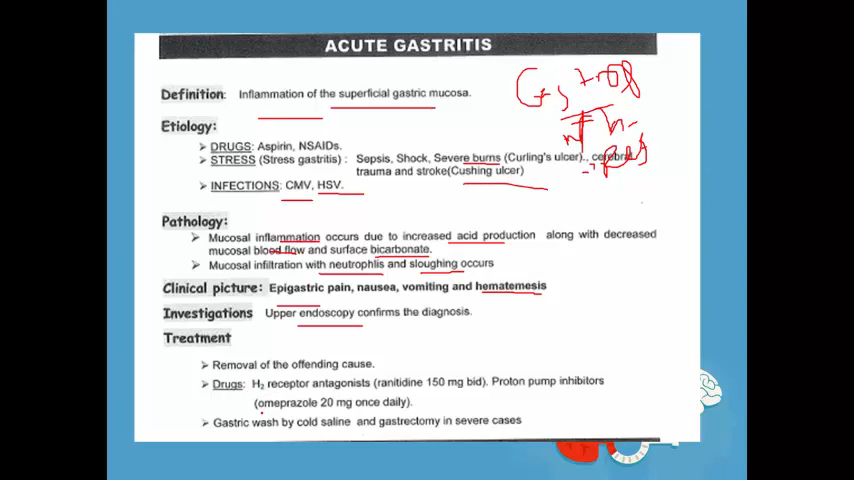 ACUTE GASTRITIS
Definition: Inflammation of the superficial gastric mucosa.
Etiology:
➢ DRUGS: Aspirin, NSAIDs.
➢ STRESS (Stress gastritis) : Sepsis, Shock, Severe burns (Curling's ulcer)., cerebral
trauma and stroke(Cushing ulcer)
➢ INFECTIONS: CMV, HSV.
Pathology:
➢ Mucosal inflammation occurs due to increased acid production along with decreased
mucosal blood flow and surface bicarbonate.
➢ Mucosal infiltration with neutrophlis and sloughing occurs
Clinical picture: Epigastric pain, nausea, vomiting and hematemesis
Investigations Upper endoscopy confirms the diagnosis.
Treatment
➢ Removal of the offending cause.
➢ Drugs: H2 receptor antagonists (ranitidine 150 mg bid). Proton pump inhibitors
(omeprazole 20 mg once daily).
➢ Gastric wash by cold saline and gastrectomy in severe cases